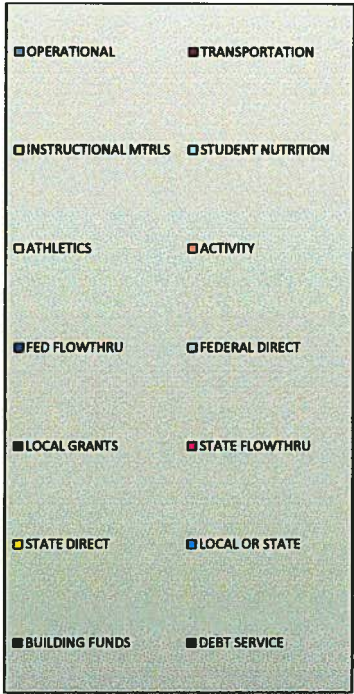 OPERATIONAL TRANSPORTATION
INSTRUCTIONAL MTRLS STUDENT NUTRITION
ATHLETICS ACTIVITY
FED FLOWTHRU FEDERAL DIRECT
LOCAL GRANTS STATE FLOWTHRU
STATE DIRECT LOCAL OR STATE
BUILDING FUNDS DEBT SERVICE